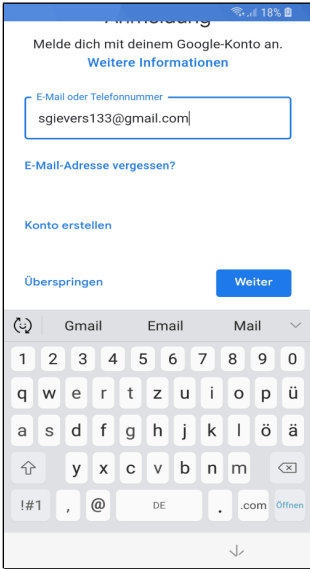 18%
Anmeldung
Melde dich mit deinem Google-Konto an.
Weitere Informationen
E-Mail oder Telefonnummer
sgievers133@gmail.com
E-Mail-Adresse vergessen?
Konto erstellen
Überspringen
Weiter
Gmail Email Mail
1 2 3 4 5 6 7 8 9 0
q w e r t z u i o p ü
a s d f g h j k l ö ä
y x c v b n m
!#1 , @ DE . .com Öffnen